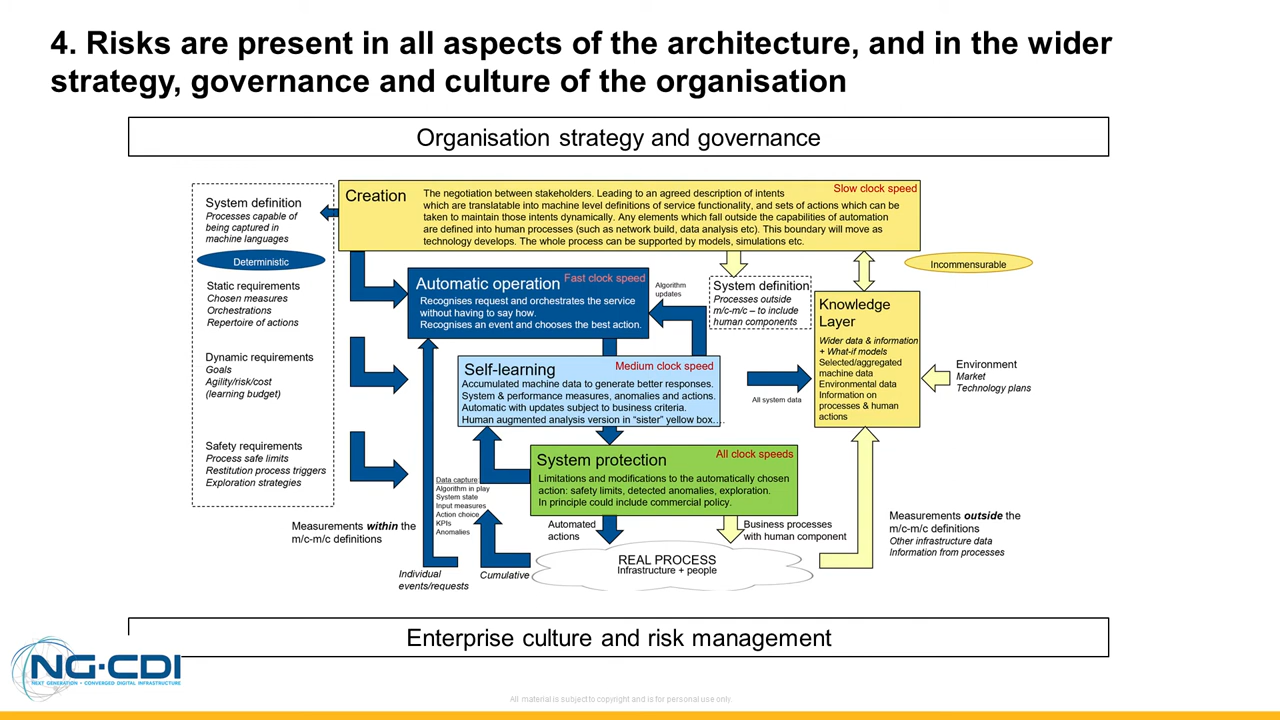 4. Risks are present in all aspects of the architecture, and in the wider
strategy, governance and culture of the organisation
Organisation strategy and governance
System definition
Processes capable of
being captured in
machine languages
Deterministic
Static requirements
Chosen measures
Orchestrations
Repertoire of actions
Dynamic requirements
Goals
Agility/risk/cost
(learning budget)
Safety requirements
Process safe limits
Restitution process triggers
Exploration strategies
Creation
Slow clock speed
The negotiation between stakeholders. Leading to an agreed description of intents
which are translatable into machine level definitions of service functionality, and sets of actions which can be
taken to maintain those intents dynamically. Any elements which fall outside the capabilities of automation
are defined into human processes (such as network build, data analysis etc). This boundary will move as
technology develops. The whole process can be supported by models, simulations etc.
Automatic operation
Fast clock speed
Recognises request and orchestrates the service
without having to say how.
Recognises an event and chooses the best action.
Algorithm
updates
System definition
Processes outside
m/c-m/c – to include
human components
Incommensurable
Knowledge
Layer
Wider data & information
+ What-if models
Selected/aggregated
machine data
Environmental data
Information on
processes & human
actions
Environment
Market
Technology plans
Self-learning
Medium clock speed
Accumulated machine data to generate better responses.
System & performance measures, anomalies and actions.
Automatic with updates subject to business criteria.
Human augmented analysis version in “sister” yellow box....
All system data
System protection
All clock speeds
Limitations and modifications to the automatically chosen
action: safety limits, detected anomalies, exploration.
In principle could include commercial policy.
Data capture
Algorithm in play
System state
Input measures
Action choice
KPIs
Anomalies
Measurements within the
m/c-m/c definitions
Automated
actions
Business processes
with human component
Measurements outside the
m/c-m/c definitions
Other infrastructure data
Information from processes
REAL PROCESS
Infrastructure + people
Individual
events/requests
Cumulative
Enterprise culture and risk management
NG-CDI
NEXT GENERATION - CONVERGED DIGITAL INFRASTRUCTURE
All material is subject to copyright and is for personal use only.